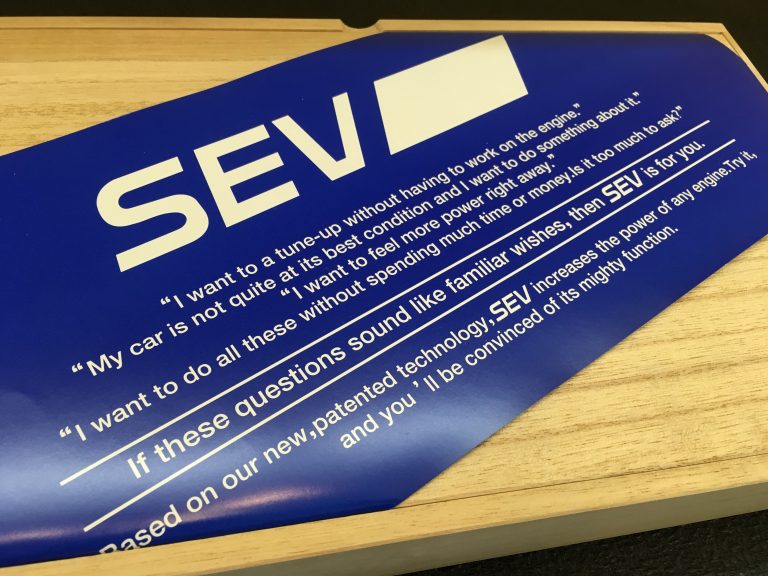 SEV
“I want to a tune-up without having to work on the engine.”
“My car is not quite at its best condition and I want to do something about it.”
“I want to feel more power right away.”
“I want to do all these without spending much time or money.is it too much to ask?”
If these questions sound like familiar wishes, then SEV is for you.
Based on our new,patented technology,SEV increases the power of any engine.Try it,
and you’ll be convinced of its mighty function.